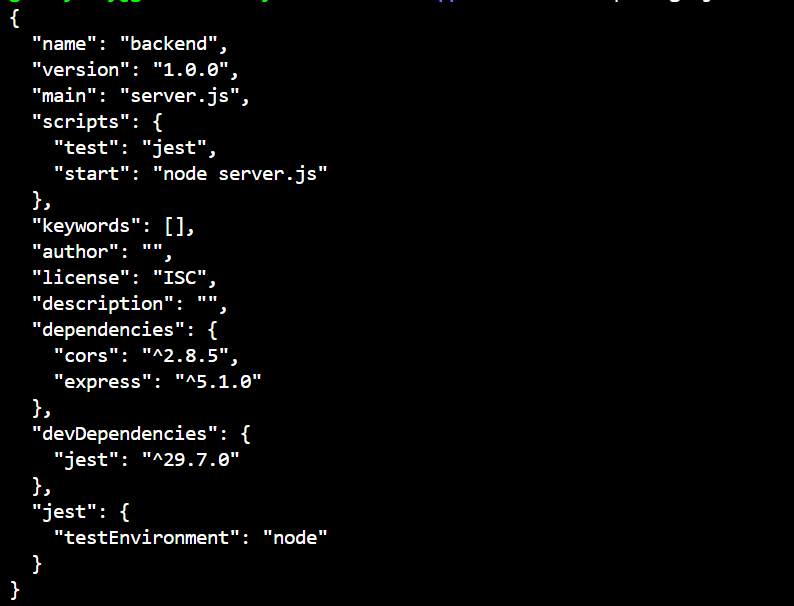 {
  "name": "backend",
  "version": "1.0.0",
  "main": "server.js",
  "scripts": {
    "test": "jest",
    "start": "node server.js"
  },
  "keywords": [],
  "author": "",
  "license": "ISC",
  "description": "",
  "dependencies": {
    "cors": "^2.8.5",
    "express": "^5.1.0"
  },
  "devDependencies": {
    "jest": "^29.7.0"
  },
  "jest": {
    "testEnvironment": "node"
  }
}